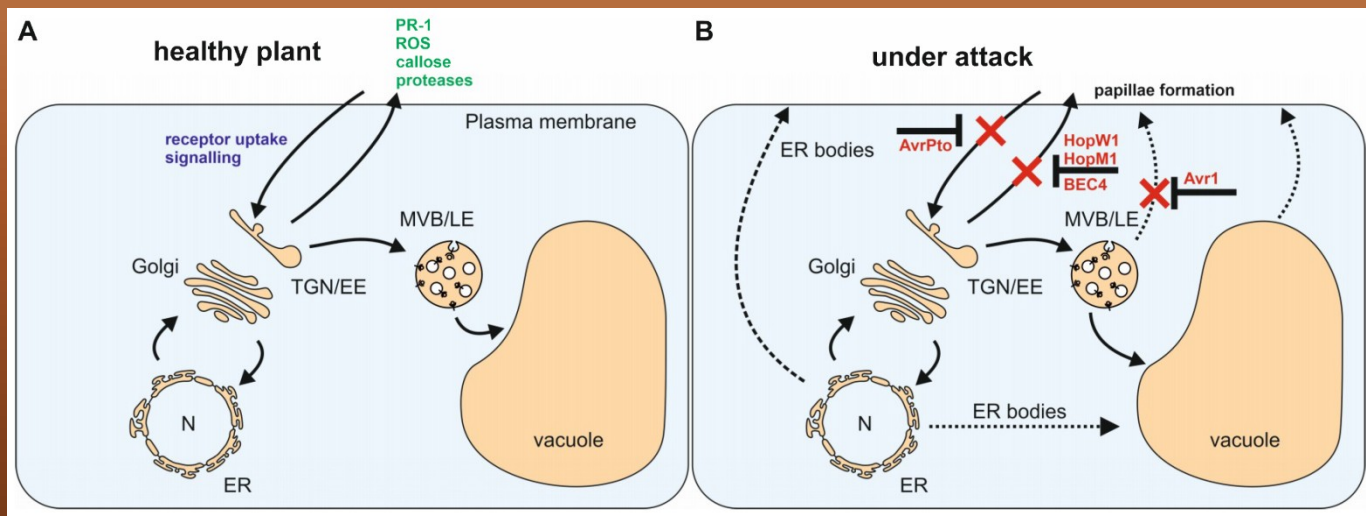 A
healthy plant
PR-1
ROS
callose
proteases
Plasma membrane
receptor uptake
signalling
MVB/LE
Golgi
TGN/EE
N
ER
vacuole
B
under attack
papillae formation
ER bodies
AvrPto
HopW1
HopM1
BEC4
Avr1
MVB/LE
Golgi
TGN/EE
ER bodies
N
ER
vacuole